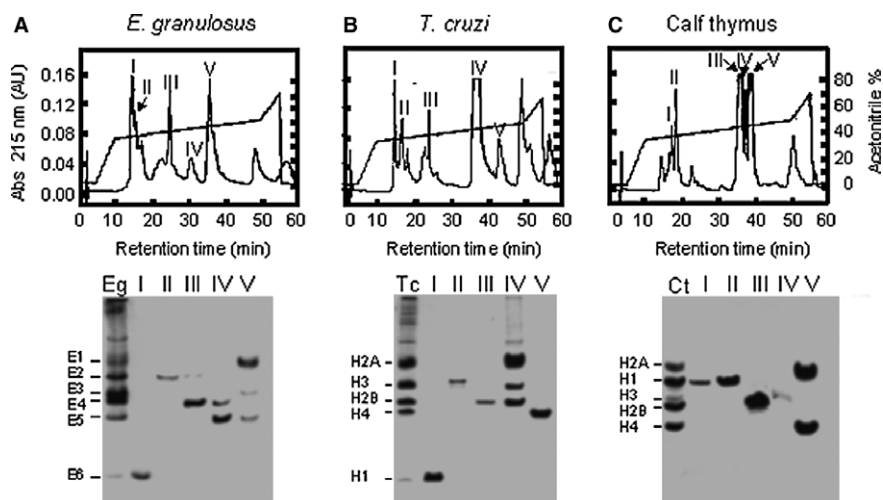 A E. granulosus
B T. cruzi
C Calf thymus
Abs 215 nm (AU)
0.16
0.12
0.08
0.04
0.00
I
II
III
IV
V
0 10 20 30 40 50 60
Retention time (min)
I
II
III
IV
V
0 10 20 30 40 50 60
Retention time (min)
I
II
III
IV
V
80
60
40
20
0
Acetonitrile %
0 10 20 30 40 50 60
Retention time (min)
Eg I II III IV V
E1
E2
E3
E4
E5
E6
Tc I II III IV V
H2A
H3
H2B
H4
H1
Ct I II III IV V
H2A
H1
H3
H2B
H4